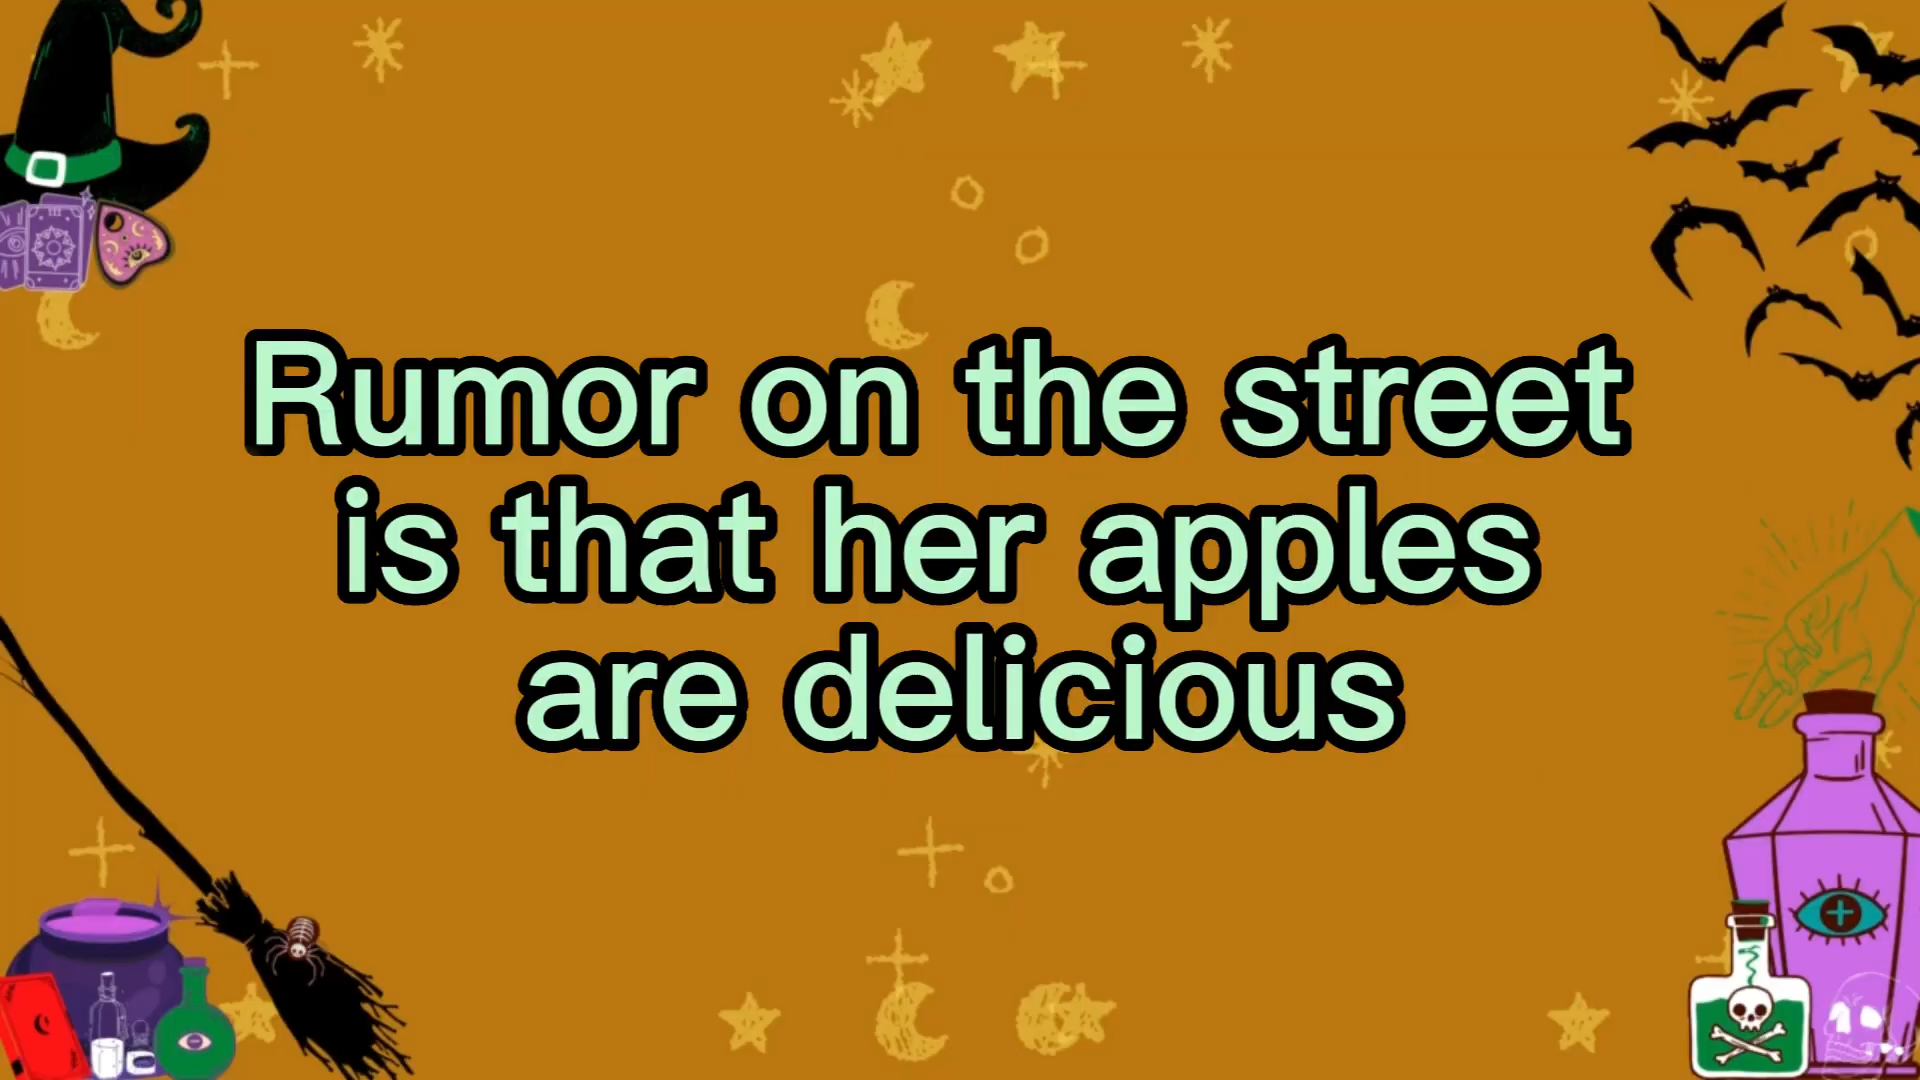 Rumor on the street
is that her apples
are delicious